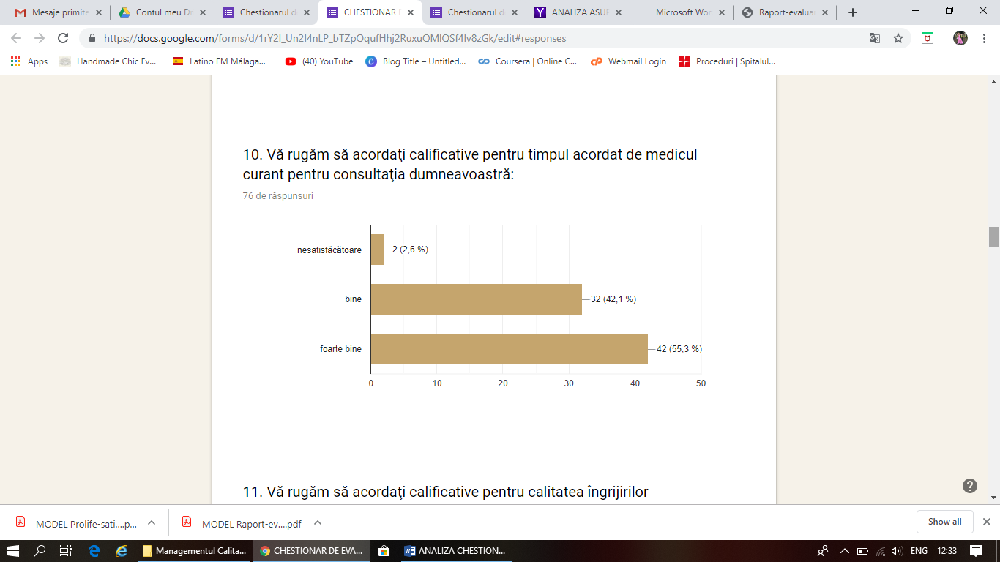 Mesaje primite
Contul meu Dr
Chestionarul d
CHESTIONAR D
Chestionarul d
ANALIZA ASUP
Microsoft Wor
Raport-evaluar
https://docs.google.com/forms/d/1rY2I_Un2I4nLP_bTZpOqufHhj2RuxuQMlQSf4lv8zGk/edit#responses
Apps
Handmade Chic Ev...
Latino FM Málaga...
(40) YouTube
Blog Title – Untitled...
Coursera | Online C...
Webmail Login
Proceduri | Spitalul...
10. Vă rugăm să acordaţi calificative pentru timpul acordat de medicul
curant pentru consultaţia dumneavoastră:
76 de răspunsuri
nesatisfăcătoare
2 (2,6 %)
bine
32 (42,1 %)
foarte bine
42 (55,3 %)
0 10 20 30 40 50
11. Vă rugăm să acordaţi calificative pentru calitatea îngrijirilor
MODEL Prolife-sati....p...
MODEL Raport-ev....pdf
Show all
Managementul Calita...
CHESTIONAR DE EVA...
ANALIZA CHESTION...
ENG
12:33